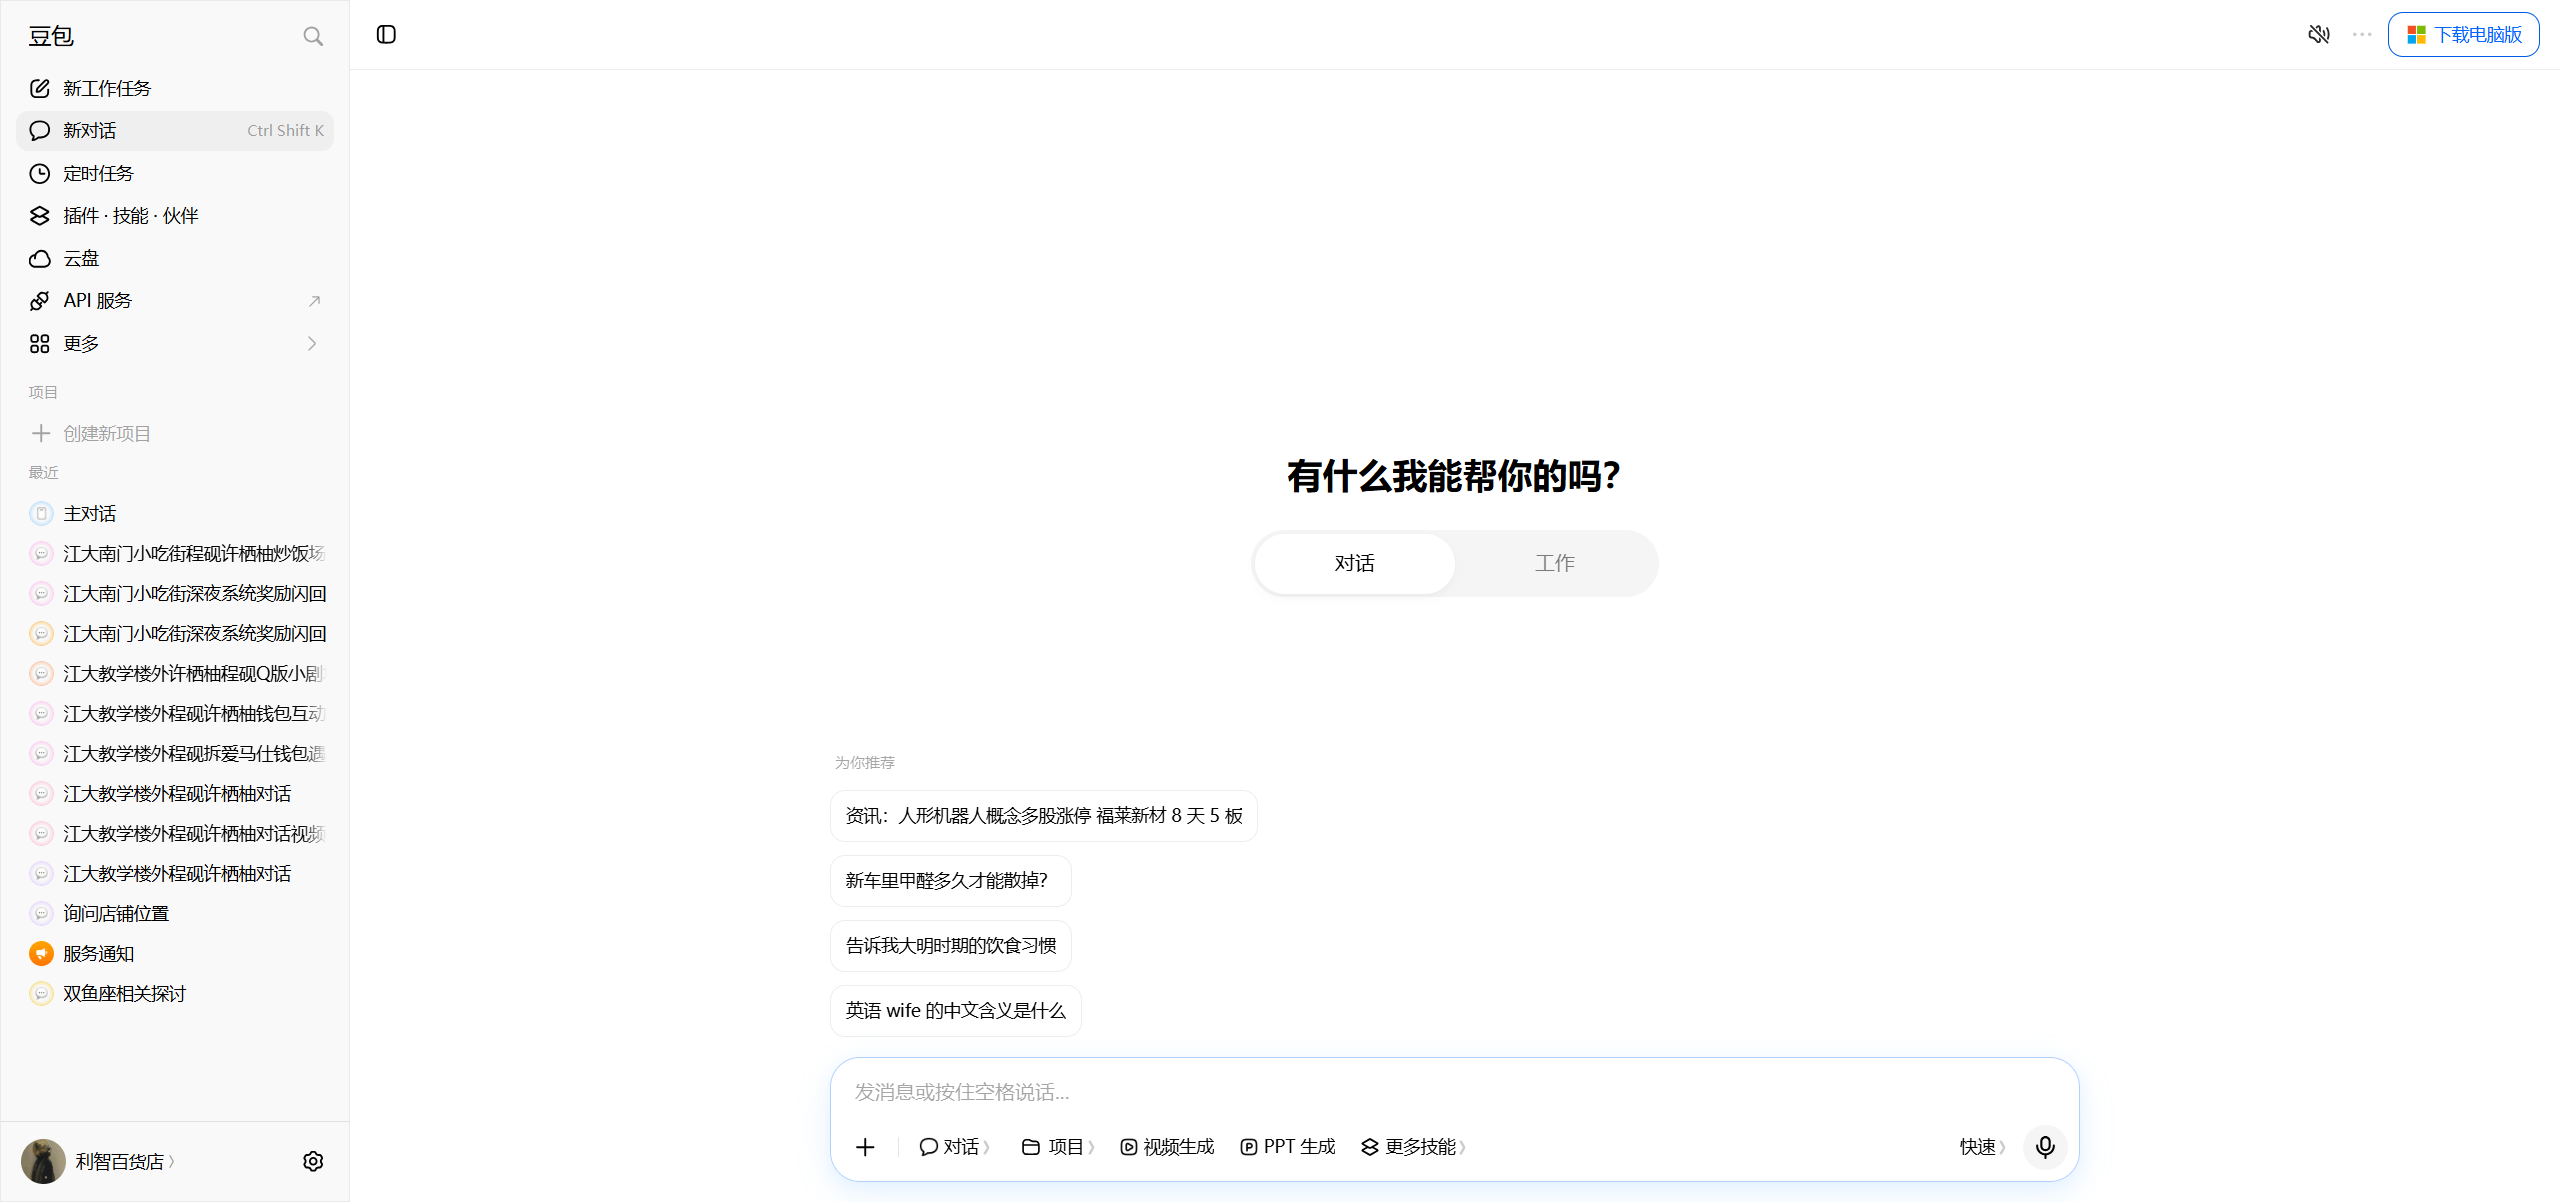 豆包
新工作任务
新对话 Ctrl Shift K
定时任务
插件 · 技能 · 伙伴
云盘
API 服务
更多
项目
创建新项目
最近
主对话
江大南门小吃街程砚许栖柚炒饭场
江大南门小吃街深夜系统奖励闪回
江大南门小吃街深夜系统奖励闪回
江大教学楼外许栖柚程砚Q版小剧
江大教学楼外程砚许栖柚钱包互动
江大教学楼外程砚拆爱马仕钱包遇
江大教学楼外程砚许栖柚对话
江大教学楼外程砚许栖柚对话视频
江大教学楼外程砚许栖柚对话
询问店铺位置
服务通知
双鱼座相关探讨
利智百货店
下载电脑版
有什么我能帮你的吗？
对话 工作
为你推荐
资讯：人形机器人概念多股涨停 福莱新材 8 天 5 板
新车里甲醛多久才能散掉？
告诉我大明时期的饮食习惯
英语 wife 的中文含义是什么
发消息或按住空格说话...
对话 项目 视频生成 PPT 生成 更多技能 快速